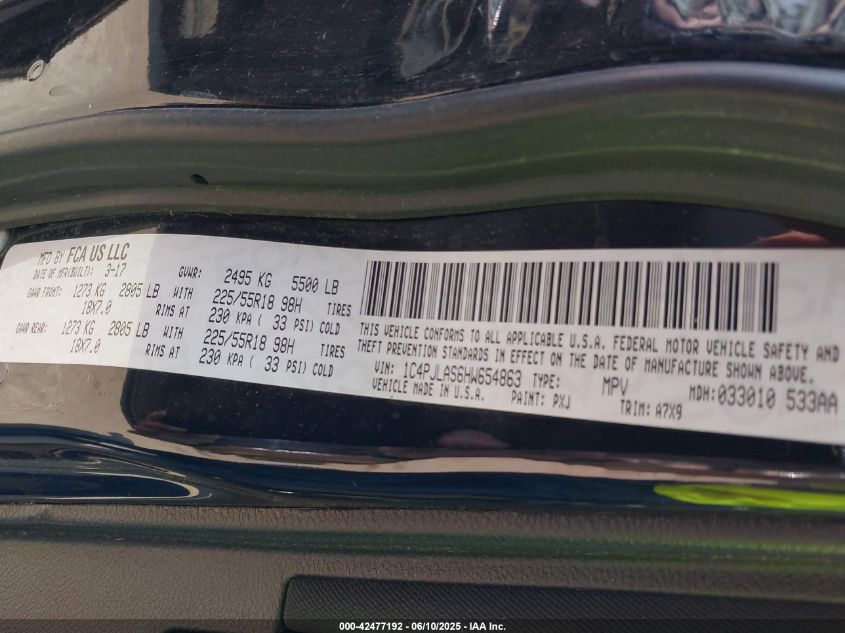 MFD BY FCA US LLC
DATE OF MFR(BUILT) 3-17 GVWR: 2495 KG 5500 LB
GAWR FRONT: 1273 KG 2805 LB WITH 225/55R18 98H TIRES
18X7.0 RIMS AT 230 KPA ( 33 PSI) COLD
GAWR REAR: 1273 KG 2805 LB WITH 225/55R18 98H TIRES
18X7.0 RIMS AT 230 KPA ( 33 PSI) COLD
THIS VEHICLE CONFORMS TO ALL APPLICABLE U.S.A. FEDERAL MOTOR VEHICLE SAFETY AND
THEFT PREVENTION STANDARDS IN EFFECT ON THE DATE OF MANUFACTURE SHOWN ABOVE.
VIN: 1C4PJLAS6HW654863 TYPE: MPV MDH:033010 533AA
VEHICLE MADE IN U.S.A. PAINT: PXJ TRIM: A7X9
000-42477192 - 06/10/2025 - IAA Inc.